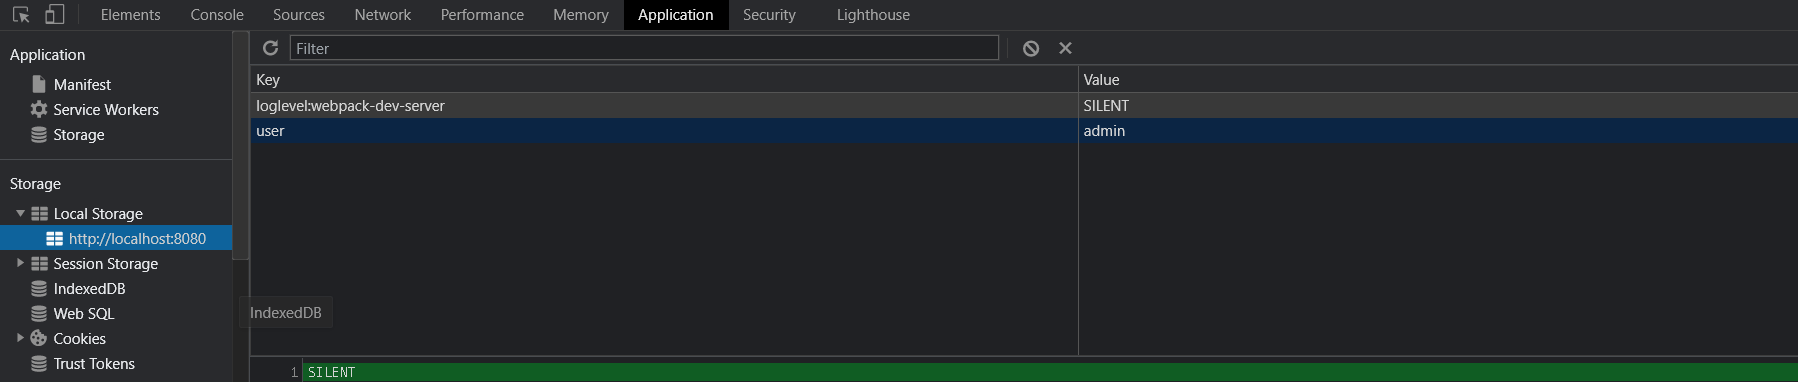 Elements Console Sources Network Performance Memory Application Security Lighthouse
Application
Manifest
Service Workers
Storage
Storage
Local Storage
http://localhost:8080
Session Storage
IndexedDB
Web SQL
Cookies
Trust Tokens
IndexedDB
Filter
Key Value
loglevel:webpack-dev-server SILENT
user admin
1 SILENT